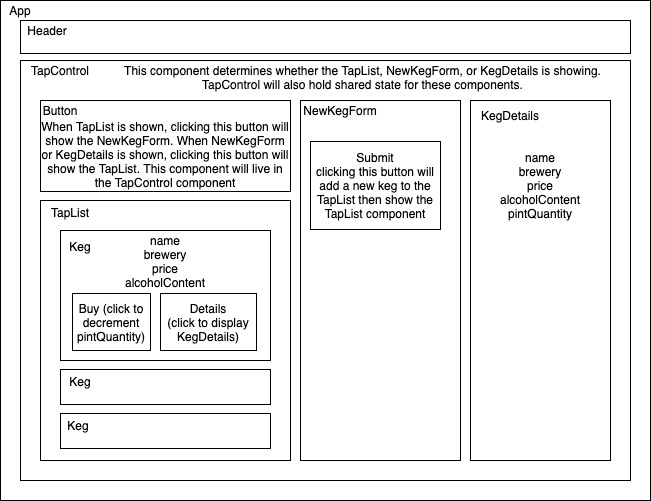 App
Header
TapControl
This component determines whether the TapList, NewKegForm, or KegDetails is showing.
TapControl will also hold shared state for these components.
Button
When TapList is shown, clicking this button will
show the NewKegForm. When NewKegForm
or KegDetails is shown, clicking this button will
show the TapList. This component will live in
the TapControl component
TapList
Keg
name
brewery
price
alcoholContent
Buy (click to
decrement
pintQuantity)
Details
(click to display
KegDetails)
Keg
Keg
NewKegForm
Submit
clicking this button will
add a new keg to the
TapList then show the
TapList component
KegDetails
name
brewery
price
alcoholContent
pintQuantity